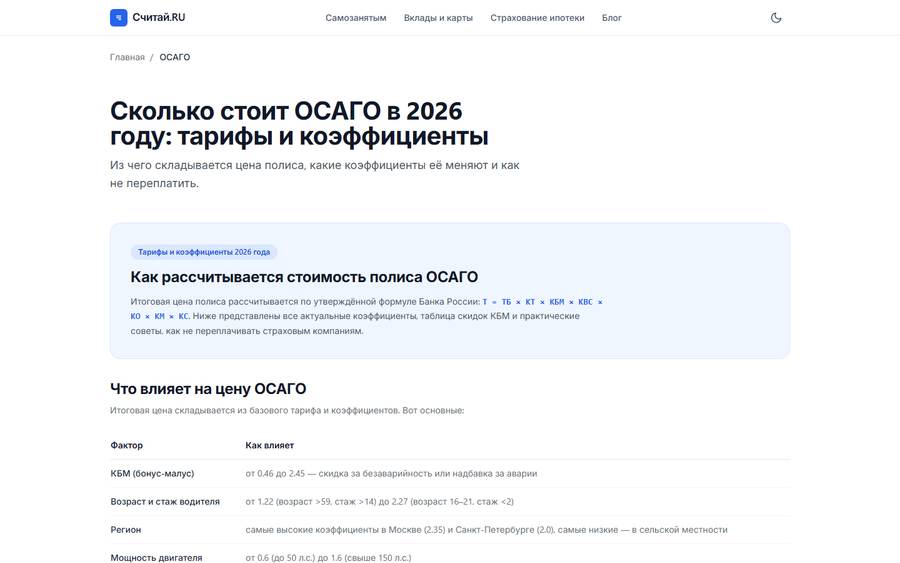 Считай.RU
Самозанятым
Вклады и карты
Страхование ипотеки
Блог
Главная / ОСАГО
Сколько стоит ОСАГО в 2026
году: тарифы и коэффициенты
Из чего складывается цена полиса, какие коэффициенты её меняют и как
не переплатить.
Тарифы и коэффициенты 2026 года
Как рассчитывается стоимость полиса ОСАГО
Итоговая цена полиса рассчитывается по утверждённой формуле Банка России: Т = ТБ × КТ × КБМ × КВС ×
КО × КМ × КС. Ниже представлены все актуальные коэффициенты, таблица скидок КБМ и практические
советы, как не переплачивать страховым компаниям.
Что влияет на цену ОСАГО
Итоговая цена складывается из базового тарифа и коэффициентов. Вот основные:
Фактор Как влияет
КБМ (бонус-малус) от 0.46 до 2.45 — скидка за безаварийность или надбавка за аварии
Возраст и стаж водителя от 1.22 (возраст >59, стаж >14) до 2.27 (возраст 16–21, стаж <2)
Регион самые высокие коэффициенты в Москве (2.35) и Санкт-Петербурге (2.0), самые низкие — в сельской местности
Мощность двигателя от 0.6 (до 50 л.с.) до 1.6 (свыше 150 л.с.)